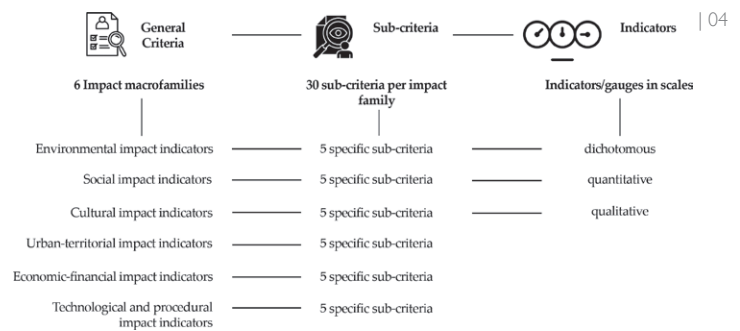 General Criteria
Sub-criteria
Indicators
| 04
6 Impact macrofamilies
30 sub-criteria per impact family
Indicators/gauges in scales
Environmental impact indicators
5 specific sub-criteria
dichotomous
Social impact indicators
5 specific sub-criteria
quantitative
Cultural impact indicators
5 specific sub-criteria
qualitative
Urban-territorial impact indicators
5 specific sub-criteria
Economic-financial impact indicators
5 specific sub-criteria
Technological and procedural
impact indicators
5 specific sub-criteria